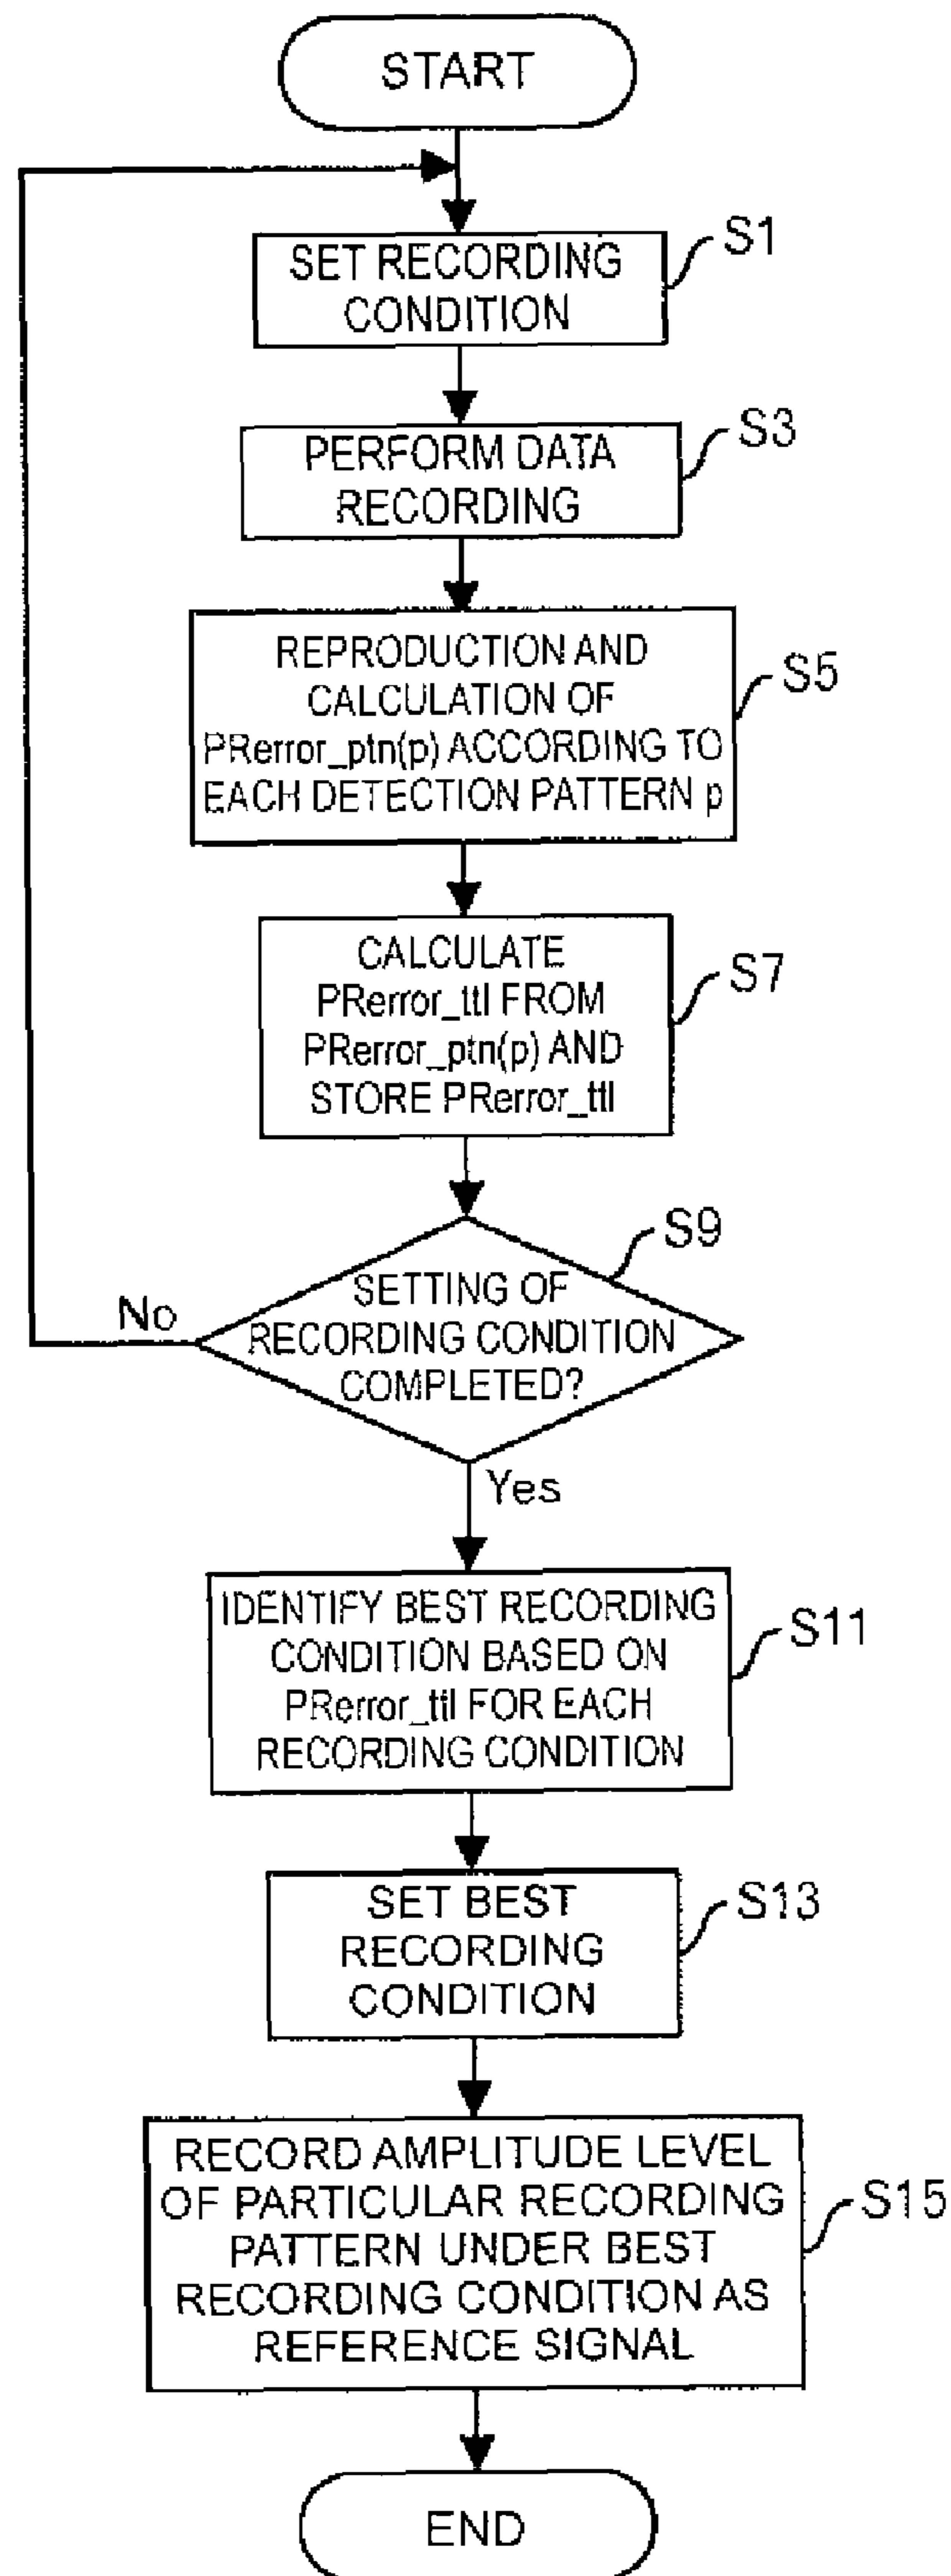 START
SET RECORDING
CONDITION
S1
PERFORM DATA
RECORDING
S3
REPRODUCTION AND
CALCULATION OF
PRerror_ptn(p) ACCORDING TO
EACH DETECTION PATTERN p
S5
CALCULATE
PRerror_ttl FROM
PRerror_ptn(p) AND
STORE PRerror_ttl
S7
SETTING OF
RECORDING CONDITION
COMPLETED?
S9
No
Yes
IDENTIFY BEST RECORDING
CONDITION BASED ON
PRerror_ttl FOR EACH
RECORDING CONDITION
S11
SET BEST
RECORDING
CONDITION
S13
RECORD AMPLITUDE LEVEL
OF PARTICULAR RECORDING
PATTERN UNDER BEST
RECORDING CONDITION AS
REFERENCE SIGNAL
S15
END